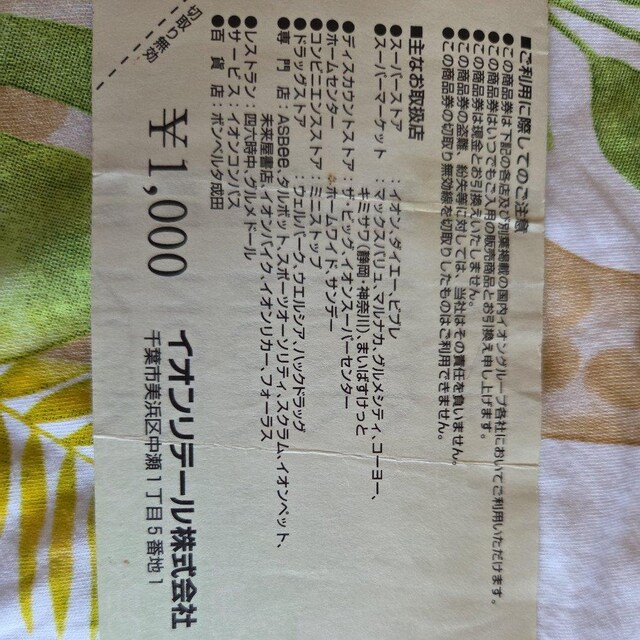 ■ご利用に際してのご注意
●この商品券は下記の各店及び別葉掲載の国内イオングループ各社においてご利用いただけます。
●この商品券はいつでもご入用の販売商品とお引換え申し上げます。
●この商品券は現金とお引換えいたしません。
●この商品券の盗難、紛失等に対しては、当社はその責任を負いません。
●この商品券の切取り無効線を切取りしたものはご利用できません。
■主なお取扱店
●スーパーストア：イオン、ダイエー、ピアレ
●スーパーマーケット：マックスバリュ、マルナカ、グルメシティ、コーヨー、
キミサワ(静岡・神奈川)、まいばすけっと
●ディスカウントストア：ザ・ビッグ、イオンスーパーセンター
●ホームセンター：ホームワイド、サンデー
●コンビニエンスストア：ミニストップ
●ドラッグストア：ウェルパーク、ウエルシア、ハックドラッグ
●専門店：ASBee、タルボット、スポーツオーソリティ、スクラム、イオンペット、
未来屋書店、イオンバイク、イオンリカー、フォーラス
●レストラン：四六時中、グルメドール
●サービス：イオンコンパス
●百貨店：ボンベルタ成田
切取り無効
￥1,000
イオンリテール株式会社
千葉市美浜区中瀬1丁目5番地1